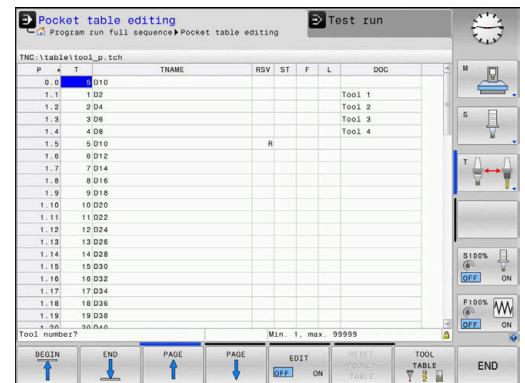 Pocket table editing
Test run
Program run full sequence Pocket table editing
TNC:\table\tool_p.tch
P T TNAME RSV ST F L DOC
0.0 5 D10
1.1 1 D2 Tool 1
1.2 2 D4 Tool 2
1.3 3 D6 Tool 3
1.4 4 D8 Tool 4
1.5 5 D10 R
1.6 6 D12
1.7 7 D14
1.8 8 D16
1.9 9 D18
1.10 10 D20
1.11 11 D22
1.12 12 D24
1.13 13 D26
1.14 14 D28
1.15 15 D30
1.16 16 D32
1.17 17 D34
1.18 18 D36
1.19 19 D38
1.20 20 D40
Tool number? Min. 1, max. 99999
M
S
T
S100%
OFF ON
F100%
OFF ON
BEGIN
END
PAGE
PAGE
EDIT
OFF ON
RESET
POCKET
TABLE
TOOL
TABLE
END